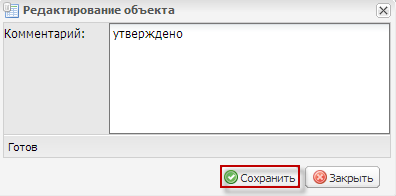 Редактирование объекта
Комментарий: утверждено
Готов
Сохранить Закрыть